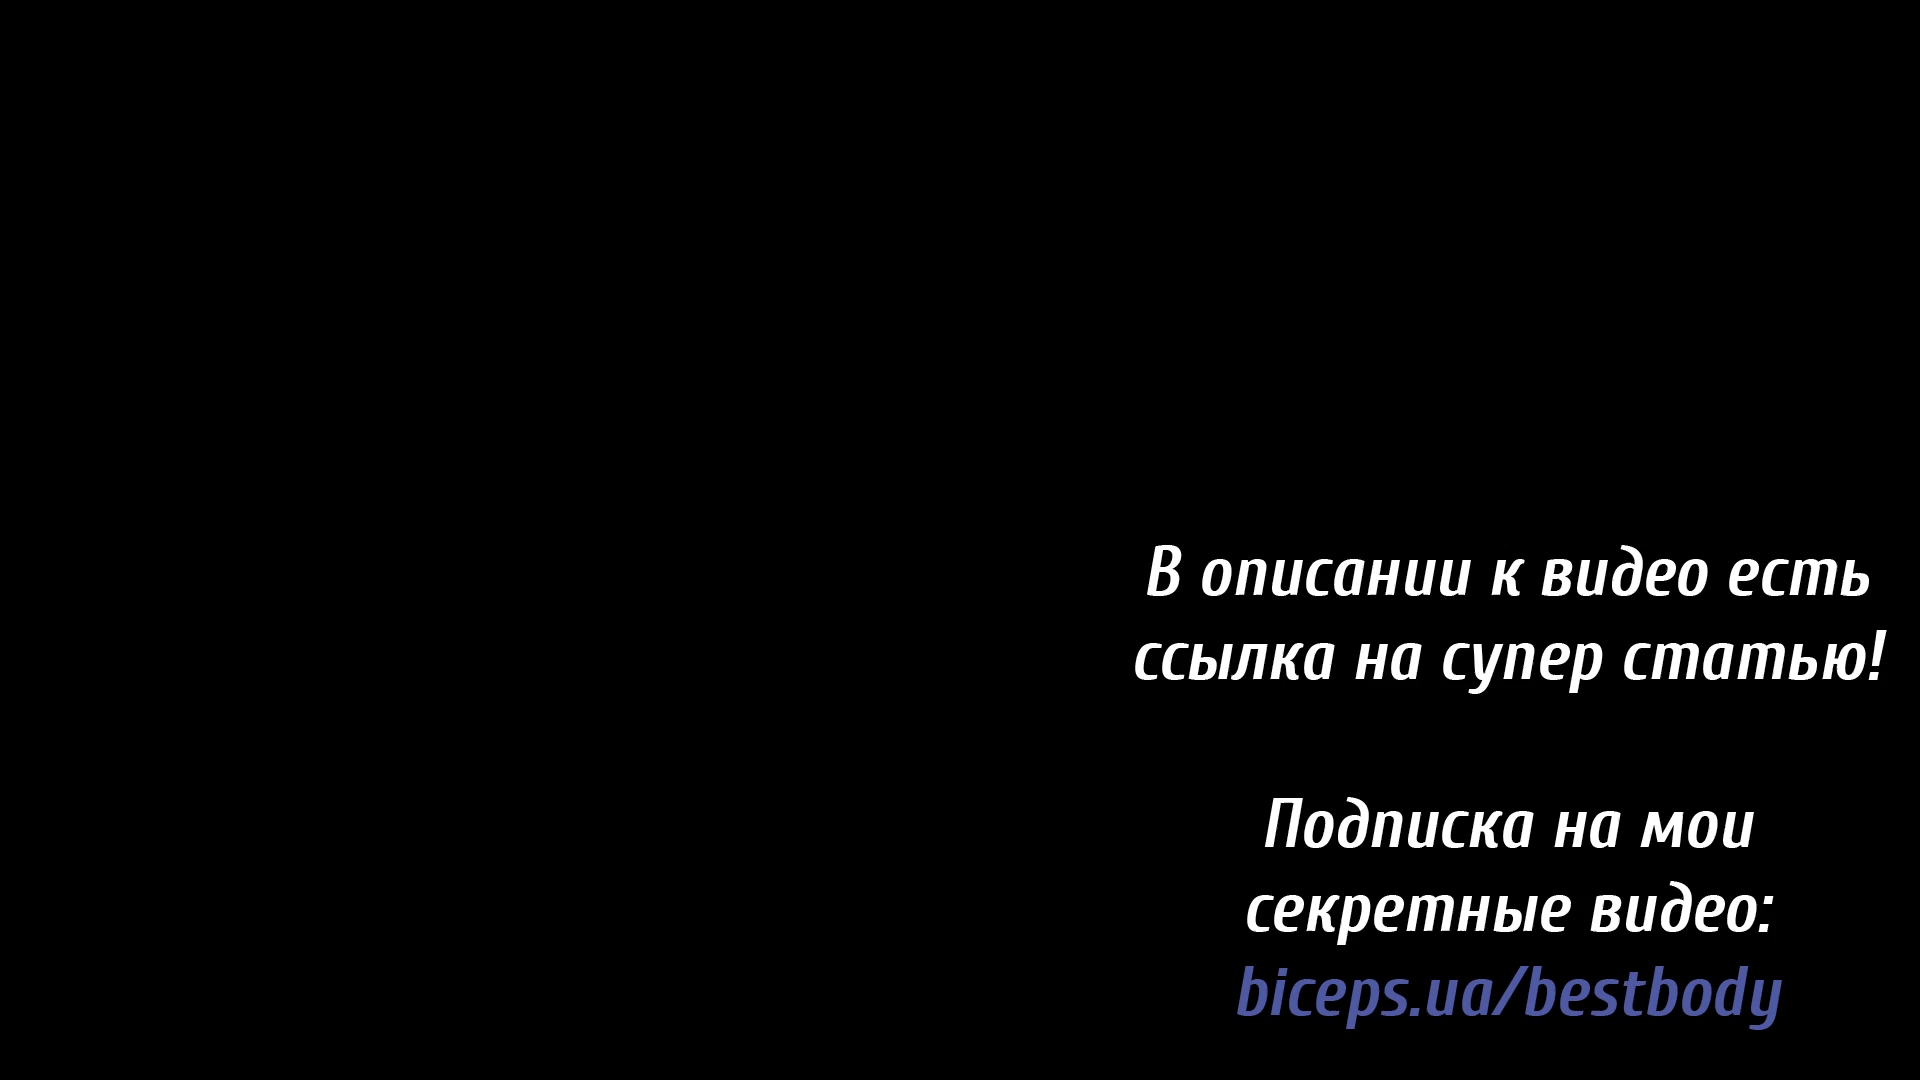 В описании к видео есть
ссылка на супер статью!
Подписка на мои
секретные видео:
biceps.ua/bestbody